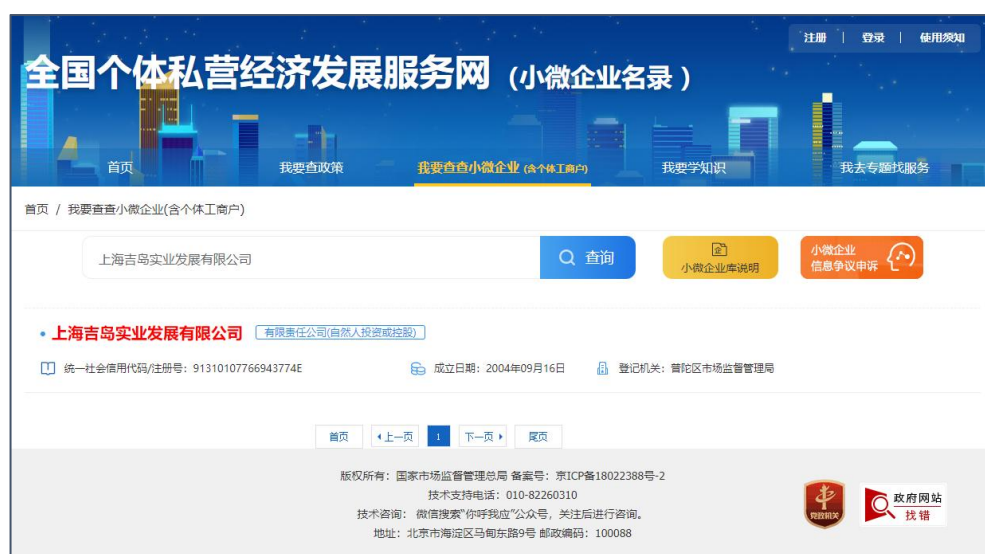 注册 | 登录 | 使用须知
全国个体私营经济发展服务网 (小微企业名录 )
首页 我要查政策 我要查查小微企业 (含个体工商户) 我要学知识 我去专题找服务
首页 / 我要查查小微企业(含个体工商户)
上海吉岛实业发展有限公司 查询 小微企业库说明 小微企业
信息争议申诉
上海吉岛实业发展有限公司 有限责任公司(自然人投资或控股)
统一社会信用代码/注册号：91310107766943774E 成立日期：2004年09月16日 登记机关：普陀区市场监督管理局
首页 上一页 1 下一页 尾页
版权所有：国家市场监督管理总局 备案号：京ICP备18022388号-2
技术支持电话：010-82260310
技术咨询： 微信搜索“你呼我应”公众号，关注后进行咨询。
地址：北京市海淀区马甸东路9号 邮政编码：100088
党政机关 政府网站
找错